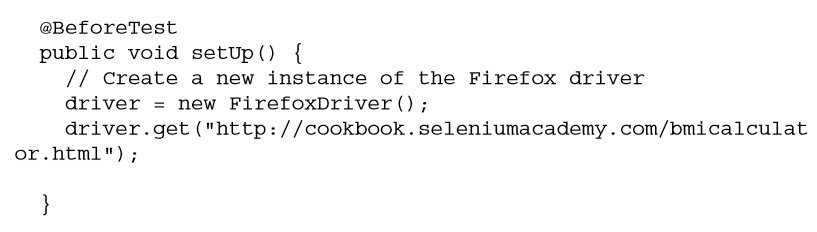 @BeforeTest
public void setUp() {
// Create a new instance of the Firefox driver
driver = new FirefoxDriver();
driver.get("http://cookbook.seleniumacademy.com/bmicalculat
or.html");
}